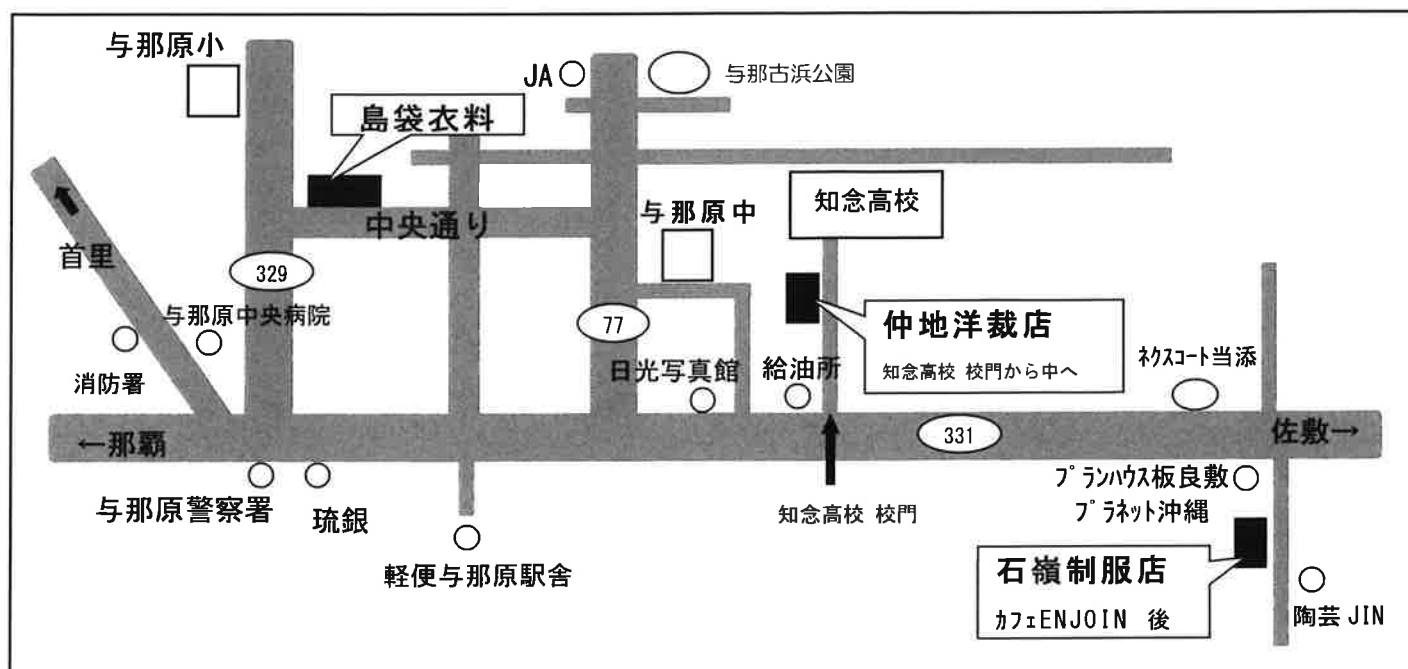 与那原小
JA
与那古浜公園
島袋衣料
知念高校
与那原中
中央通り
首里
329
与那原中央病院
77
仲地洋裁店
知念高校 校門から中へ
日光写真館
給油所
ネクスコート当添
消防署
←那覇
331
佐敷→
与那原警察署
琉銀
知念高校 校門
プランハウス板良敷
プラネット沖縄
軽便与那原駅舎
石嶺制服店
カフェENJOIN 後
陶芸 JIN